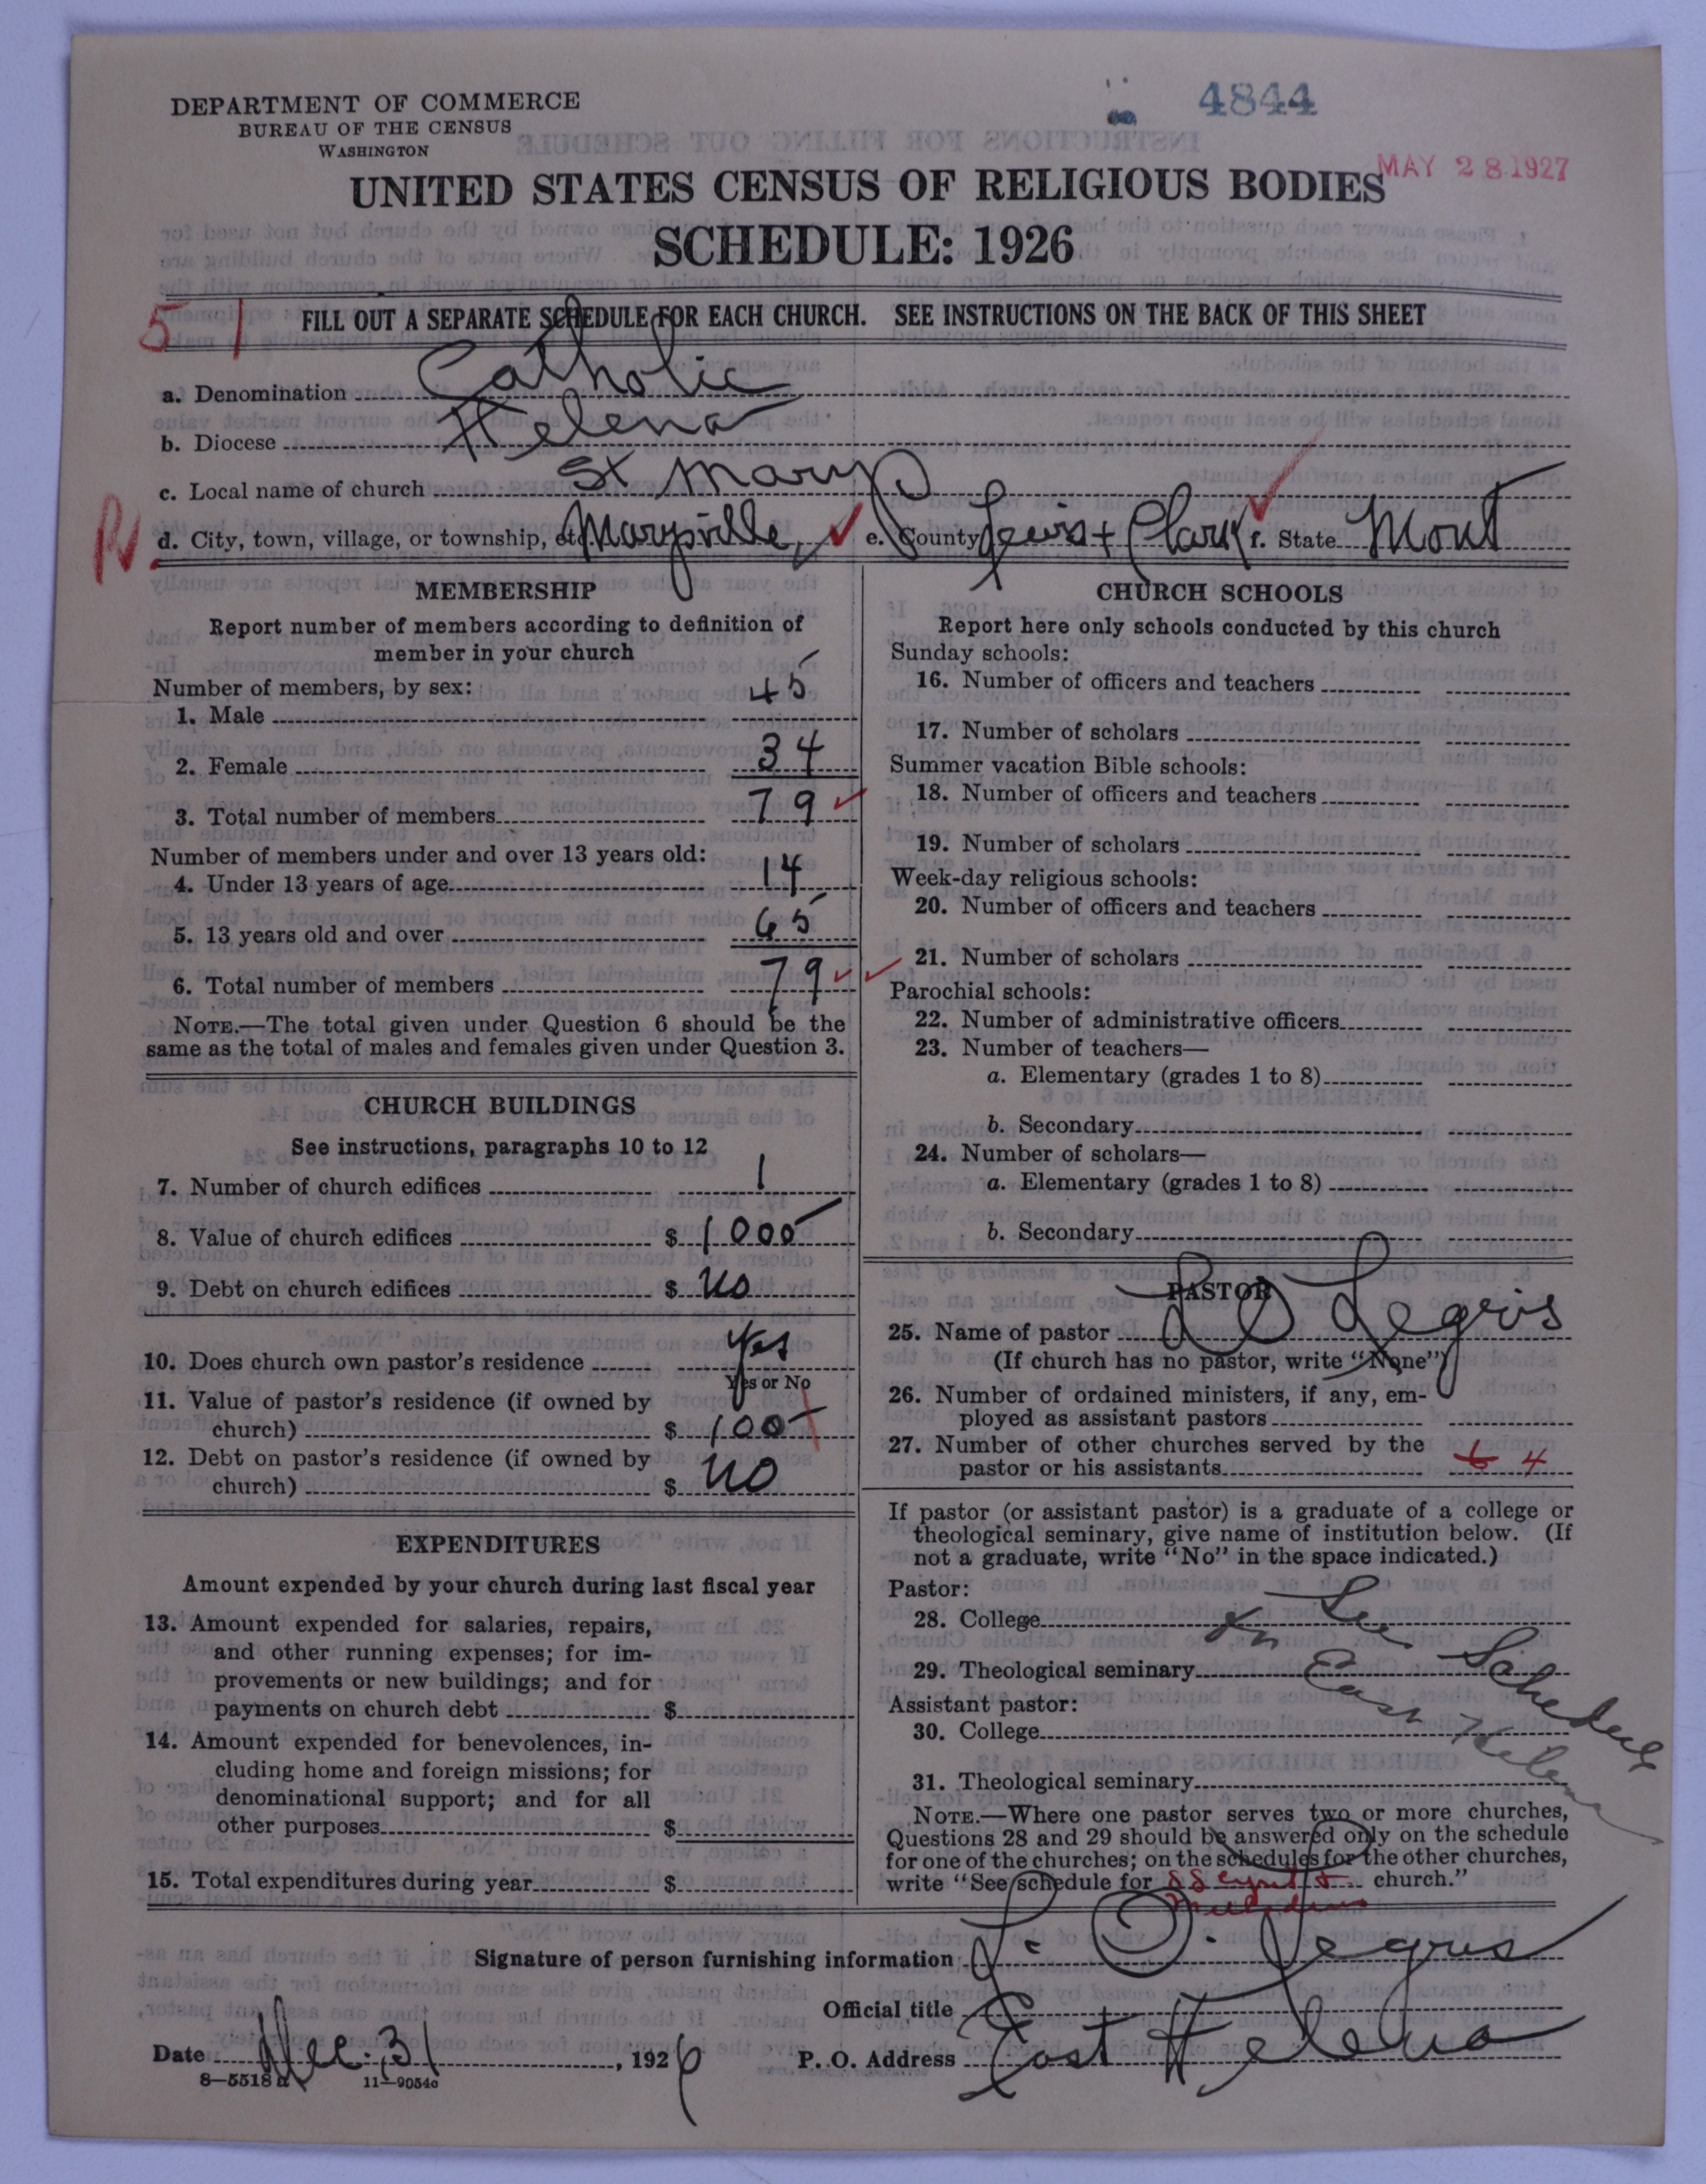 4844
DEPARTMENT OF COMMERCE
BUREAU OF THE CENSUS
WASHINGTON
MAY 28 1927
UNITED STATES CENSUS OF RELIGIOUS BODIES
SCHEDULE: 1926
5 1
FILL OUT A SEPARATE SCHEDULE FOR EACH CHURCH. SEE INSTRUCTIONS ON THE BACK OF THIS SHEET
a. Denomination Catholic
b. Diocese Helena
c. Local name of church St Marys
R
d. City, town, village, or township, etc. Marysville, e. County Lewis + Clark f. State Mont
MEMBERSHIP
Report number of members according to definition of
member in your church
Number of members, by sex:
1. Male 45
2. Female 34
3. Total number of members 79
Number of members under and over 13 years old:
4. Under 13 years of age 14
5. 13 years old and over 65
6. Total number of members 79
NOTE.—The total given under Question 6 should be the
same as the total of males and females given under Question 3.
CHURCH BUILDINGS
See instructions, paragraphs 10 to 12
7. Number of church edifices 1
8. Value of church edifices $ 1000
9. Debt on church edifices $ no
10. Does church own pastor's residence yes
Yes or No
11. Value of pastor's residence (if owned by
church) $ 100
12. Debt on pastor's residence (if owned by
church) $ no
EXPENDITURES
Amount expended by your church during last fiscal year
13. Amount expended for salaries, repairs,
and other running expenses; for im-
provements or new buildings; and for
payments on church debt $
14. Amount expended for benevolences, in-
cluding home and foreign missions; for
denominational support; and for all
other purposes $
15. Total expenditures during year $
CHURCH SCHOOLS
Report here only schools conducted by this church
Sunday schools:
16. Number of officers and teachers
17. Number of scholars
Summer vacation Bible schools:
18. Number of officers and teachers
19. Number of scholars
Week-day religious schools:
20. Number of officers and teachers
21. Number of scholars
Parochial schools:
22. Number of administrative officers
23. Number of teachers—
a. Elementary (grades 1 to 8)
b. Secondary
24. Number of scholars—
a. Elementary (grades 1 to 8)
b. Secondary
PASTOR
25. Name of pastor L O Legris
(If church has no pastor, write "None")
26. Number of ordained ministers, if any, em-
ployed as assistant pastors
27. Number of other churches served by the
pastor or his assistants 4
If pastor (or assistant pastor) is a graduate of a college or
theological seminary, give name of institution below. (If
not a graduate, write "No" in the space indicated.)
Pastor:
28. College
29. Theological seminary Schedule
Assistant pastor:
30. College East Helena
31. Theological seminary
NOTE.—Where one pastor serves two or more churches,
Questions 28 and 29 should be answered only on the schedule
for one of the churches; on the schedules for the other churches,
write "See schedule for SS Cyril & church."
Signature of person furnishing information L. O. Legris
Official title
Date Dec. 31, 1926 P. O. Address East Helena
8—5518 a 11—9054c